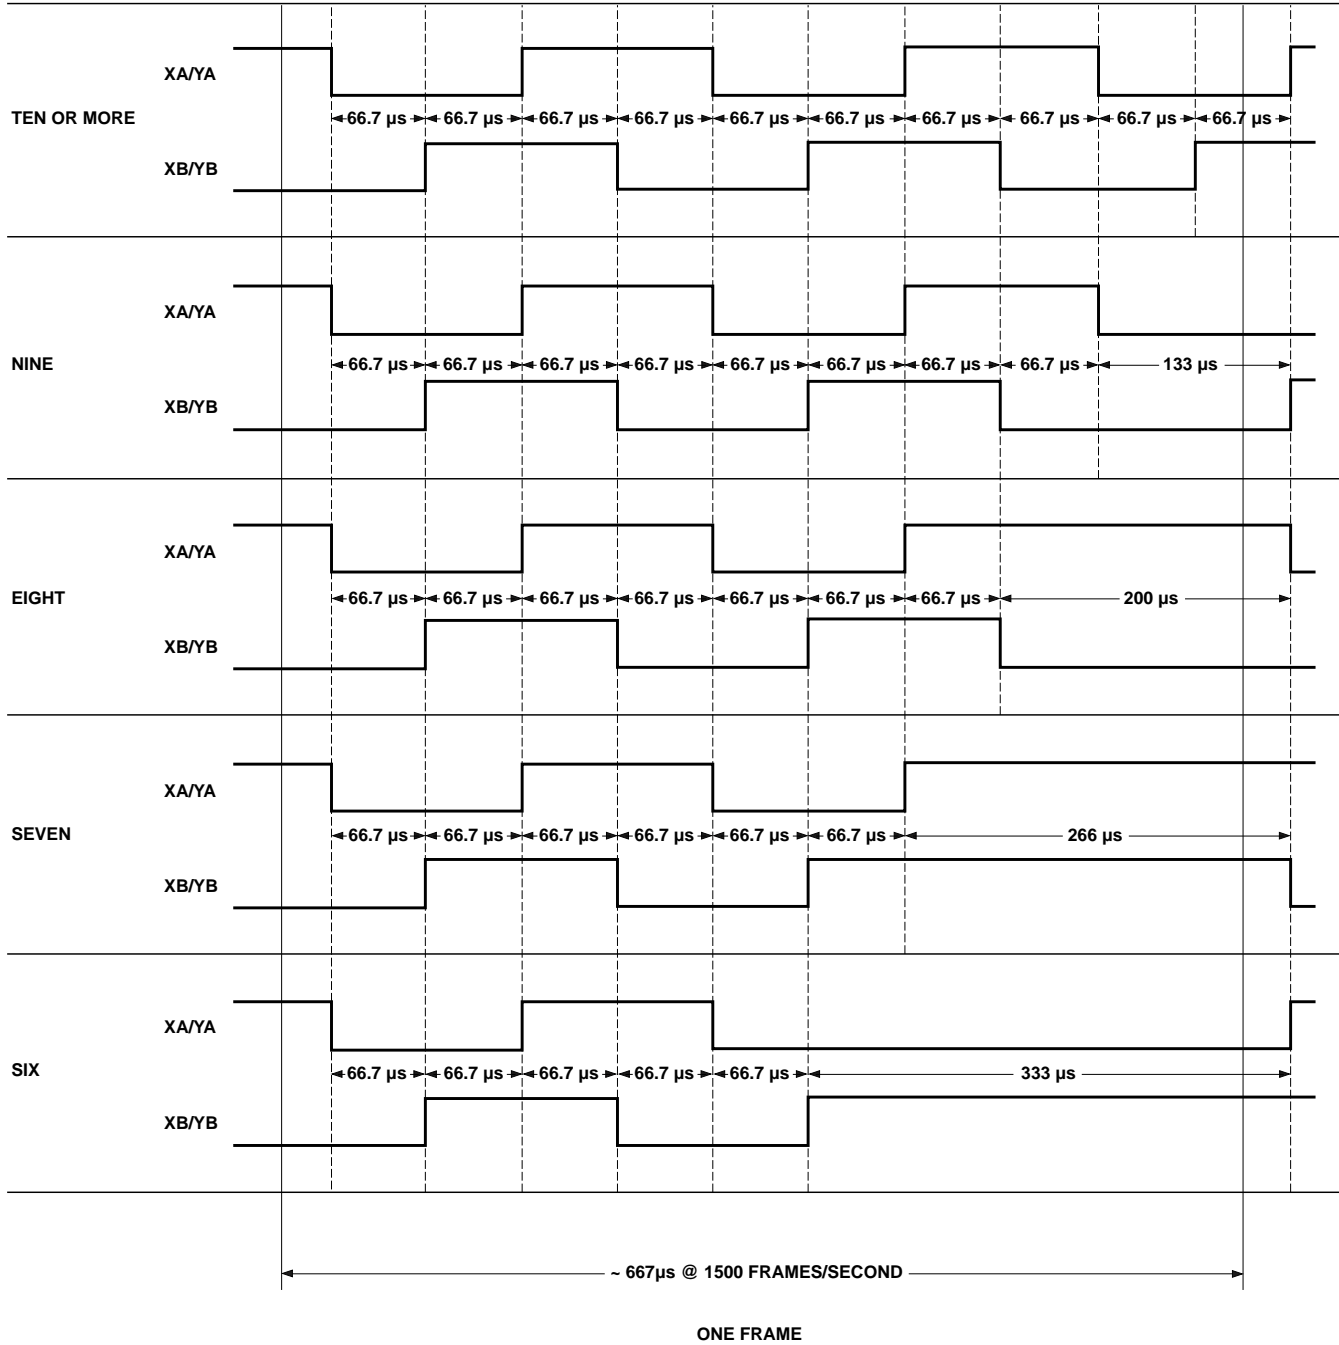 XA/YA
TEN OR MORE
66.7 µs 66.7 µs 66.7 µs 66.7 µs 66.7 µs 66.7 µs 66.7 µs 66.7 µs 66.7 µs 66.7 µs
XB/YB
XA/YA
NINE
66.7 µs 66.7 µs 66.7 µs 66.7 µs 66.7 µs 66.7 µs 66.7 µs 66.7 µs 133 µs
XB/YB
XA/YA
EIGHT
66.7 µs 66.7 µs 66.7 µs 66.7 µs 66.7 µs 66.7 µs 66.7 µs 200 µs
XB/YB
XA/YA
SEVEN
66.7 µs 66.7 µs 66.7 µs 66.7 µs 66.7 µs 66.7 µs 266 µs
XB/YB
XA/YA
SIX
66.7 µs 66.7 µs 66.7 µs 66.7 µs 66.7 µs 333 µs
XB/YB
~ 667µs @ 1500 FRAMES/SECOND
ONE FRAME